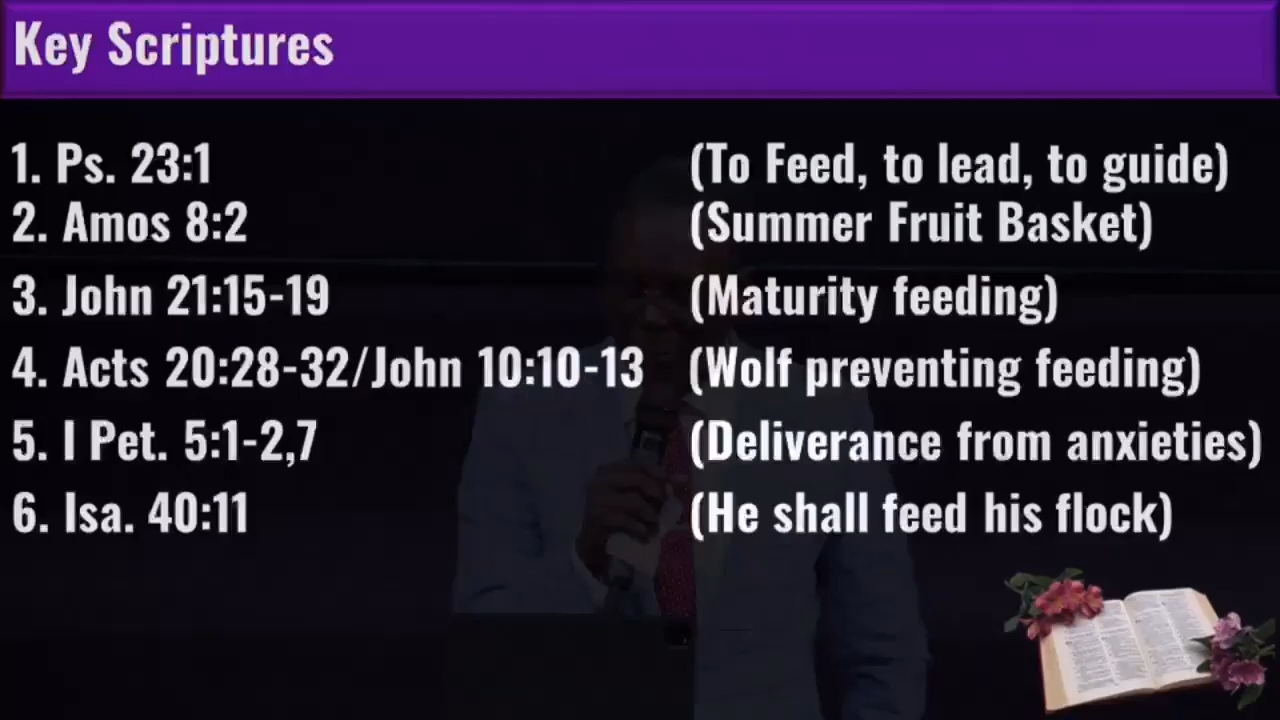 Key Scriptures
1. Ps. 23:1 (To Feed, to lead, to guide)
2. Amos 8:2 (Summer Fruit Basket)
3. John 21:15-19 (Maturity feeding)
4. Acts 20:28-32/John 10:10-13 (Wolf preventing feeding)
5. I Pet. 5:1-2,7 (Deliverance from anxieties)
6. Isa. 40:11 (He shall feed his flock)